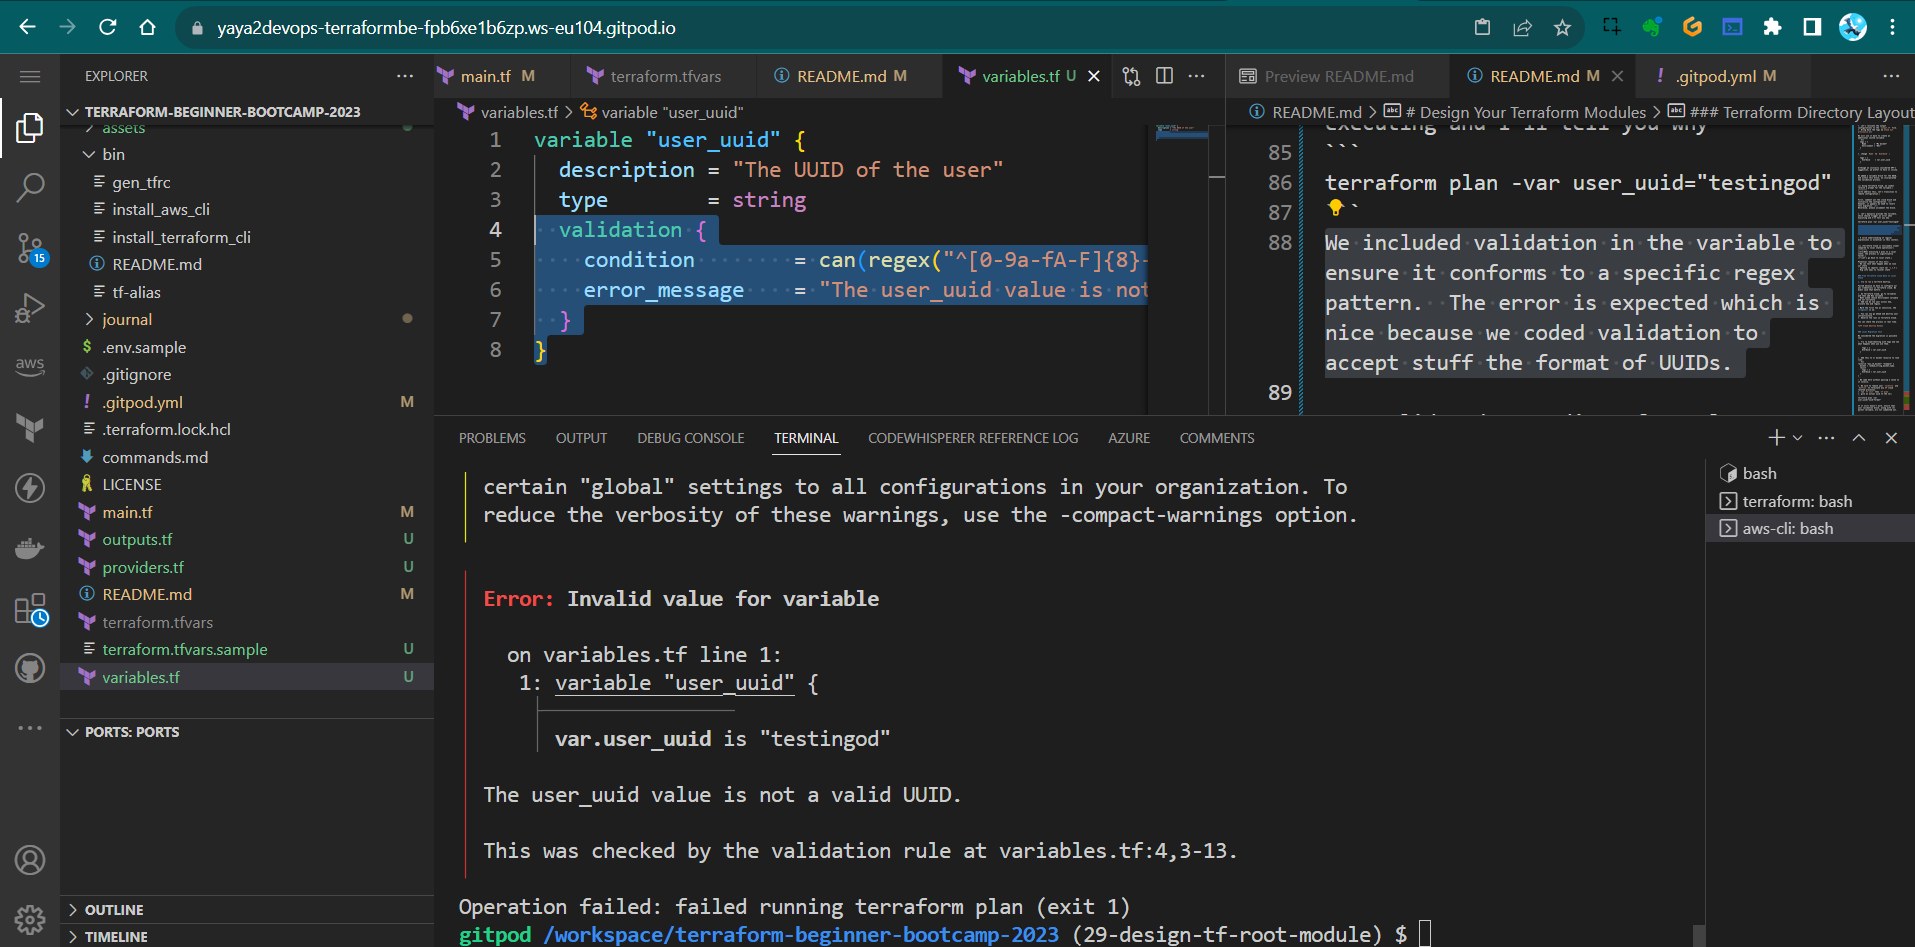 yaya2devops-terraformbe-fpb6xe1b6zp.ws-eu104.gitpod.io
EXPLORER
TERRAFORM-BEGINNER-BOOTCAMP-2023
assets
bin
gen_tfrc
install_aws_cli
install_terraform_cli
README.md
tf-alias
journal
$ .env.sample
.gitignore
! .gitpod.yml M
.terraform.lock.hcl
commands.md
LICENSE
main.tf M
outputs.tf U
providers.tf U
README.md M
terraform.tfvars
terraform.tfvars.sample U
variables.tf U
PORTS: PORTS
OUTLINE
TIMELINE
15
aws
main.tf M
terraform.tfvars
README.md M
variables.tf U
variables.tf > variable "user_uuid"
1 variable "user_uuid" {
2 description = "The UUID of the user"
3 type = string
4 validation {
5 condition = can(regex("^[0-9a-fA-F]{8}-
6 error_message = "The user_uuid value is not
7 }
8 }
Preview README.md
README.md M
! .gitpod.yml M
README.md > # Design Your Terraform Modules > ### Terraform Directory Layout
executing and i'll tell you why
85 ```
86 terraform plan -var user_uuid="testingod"
87 `
88 We included validation in the variable to
ensure it conforms to a specific regex
pattern. The error is expected which is
nice because we coded validation to
accept stuff the format of UUIDs.
89
PROBLEMS OUTPUT DEBUG CONSOLE TERMINAL CODEWHISPERER REFERENCE LOG AZURE COMMENTS
certain "global" settings to all configurations in your organization. To
reduce the verbosity of these warnings, use the -compact-warnings option.
Error: Invalid value for variable
on variables.tf line 1:
1: variable "user_uuid" {
var.user_uuid is "testingod"
The user_uuid value is not a valid UUID.
This was checked by the validation rule at variables.tf:4,3-13.
Operation failed: failed running terraform plan (exit 1)
gitpod /workspace/terraform-beginner-bootcamp-2023 (29-design-tf-root-module) $
bash
terraform: bash
aws-cli: bash